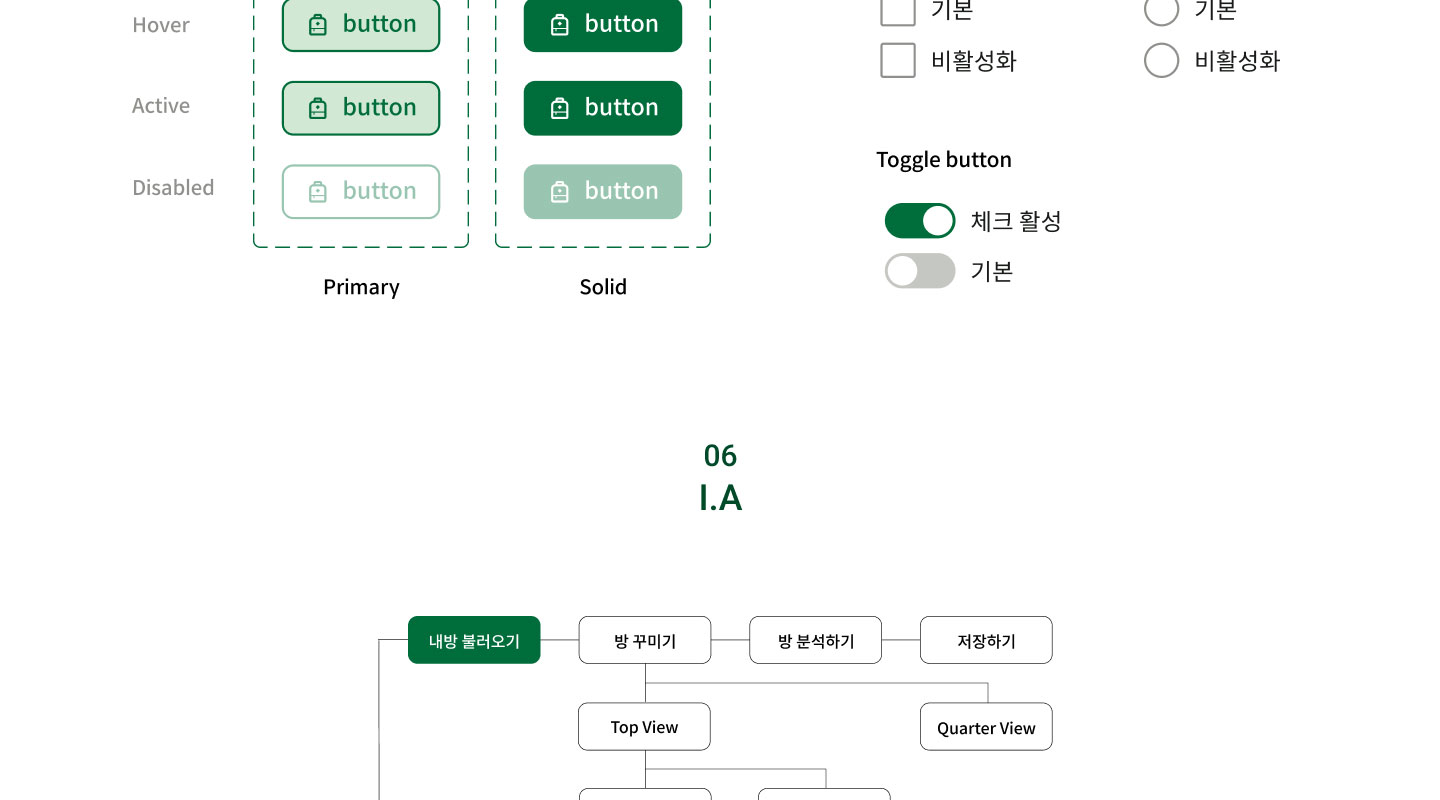 Hover
button
button
Active
button
button
Disabled
button
button
Primary
Solid
기본
기본
비활성화
비활성화
Toggle button
체크 활성
기본
06
I.A
내방 불러오기
방 꾸미기
방 분석하기
저장하기
Top View
Quarter View